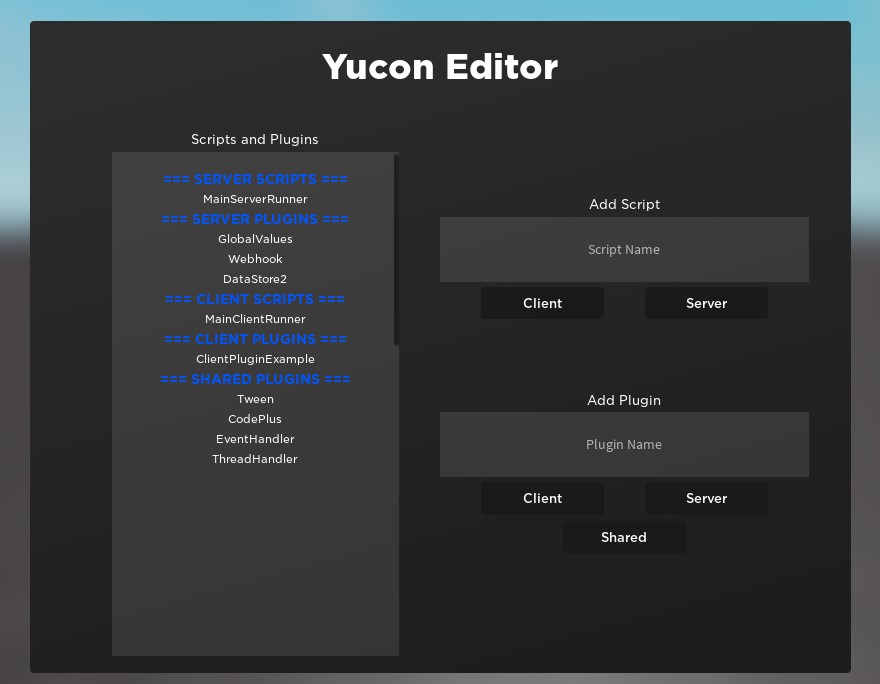 Yucon Editor
Scripts and Plugins
=== SERVER SCRIPTS ===
MainServerRunner
=== SERVER PLUGINS ===
GlobalValues
Webhook
DataStore2
=== CLIENT SCRIPTS ===
MainClientRunner
=== CLIENT PLUGINS ===
ClientPluginExample
=== SHARED PLUGINS ===
Tween
CodePlus
EventHandler
ThreadHandler
Add Script
Script Name
Client Server
Add Plugin
Plugin Name
Client Server
Shared